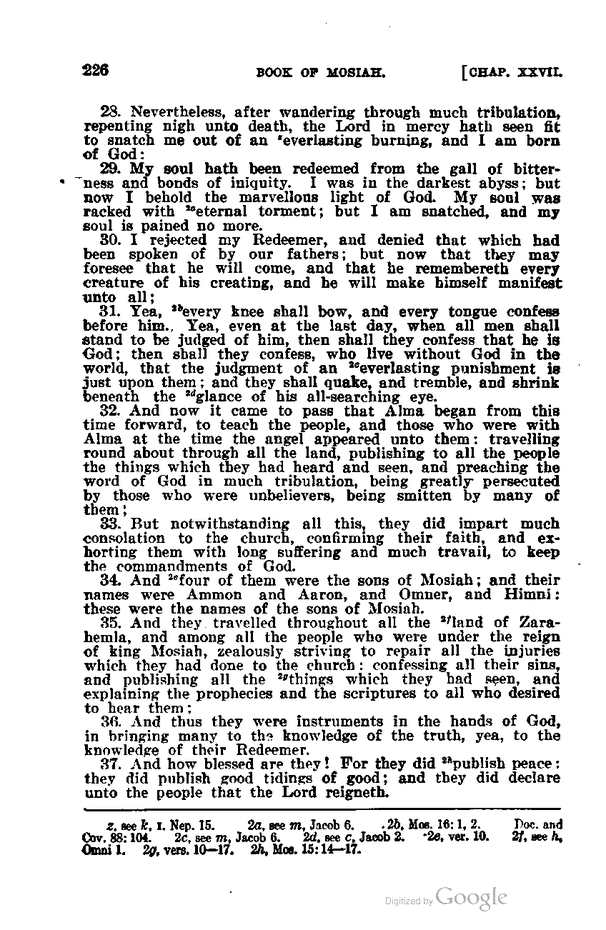 226 BOOK OF MOSIAH. [CHAP. XXVII.
28. Nevertheless, after wandering through much tribulation,
repenting nigh unto death, the Lord in mercy hath seen fit
to snatch me out of an ᶻeverlasting burning, and I am born
of God:
29. My soul hath been redeemed from the gall of bitter-
ness and bonds of iniquity. I was in the darkest abyss; but
now I behold the marvellous light of God. My soul was
racked with ²ᵃeternal torment; but I am snatched, and my
soul is pained no more.
30. I rejected my Redeemer, and denied that which had
been spoken of by our fathers; but now that they may
foresee that he will come, and that he remembereth every
creature of his creating, and he will make himself manifest
unto all;
31. Yea, ²ᵇevery knee shall bow, and every tongue confess
before him. Yea, even at the last day, when all men shall
stand to be judged of him, then shall they confess that he is
God; then shall they confess, who live without God in the
world, that the judgment of an ²ᶜeverlasting punishment is
just upon them; and they shall quake, and tremble, and shrink
beneath the ²ᵈglance of his all-searching eye.
32. And now it came to pass that Alma began from this
time forward, to teach the people, and those who were with
Alma at the time the angel appeared unto them: travelling
round about through all the land, publishing to all the people
the things which they had heard and seen, and preaching the
word of God in much tribulation, being greatly persecuted
by those who were unbelievers, being smitten by many of
them;
33. But notwithstanding all this, they did impart much
consolation to the church, confirming their faith, and ex-
horting them with long suffering and much travail, to keep
the commandments of God.
34. And ²ᵉfour of them were the sons of Mosiah; and their
names were Ammon and Aaron, and Omner, and Himni:
these were the names of the sons of Mosiah.
35. And they travelled throughout all the ²ᶠland of Zara-
hemla, and among all the people who were under the reign
of king Mosiah, zealously striving to repair all the injuries
which they had done to the church: confessing all their sins,
and publishing all the ²ᵍthings which they had seen, and
explaining the prophecies and the scriptures to all who desired
to hear them:
36. And thus they were instruments in the hands of God,
in bringing many to the knowledge of the truth, yea, to the
knowledge of their Redeemer.
37. And how blessed are they! For they did ²ʰpublish peace:
they did publish good tidings of good; and they did declare
unto the people that the Lord reigneth.
z, see k, 1. Nep. 15. 2a, see m, Jacob 6. 2b, Mos. 16: 1, 2. Doc. and
Cov. 88: 104. 2c, see m, Jacob 6. 2d, see c, Jacob 2. 2e, ver. 10. 2f, see h,
Omni 1. 2g, vers. 10—17. 2h, Mos. 15: 14—17.
Digitized by Google